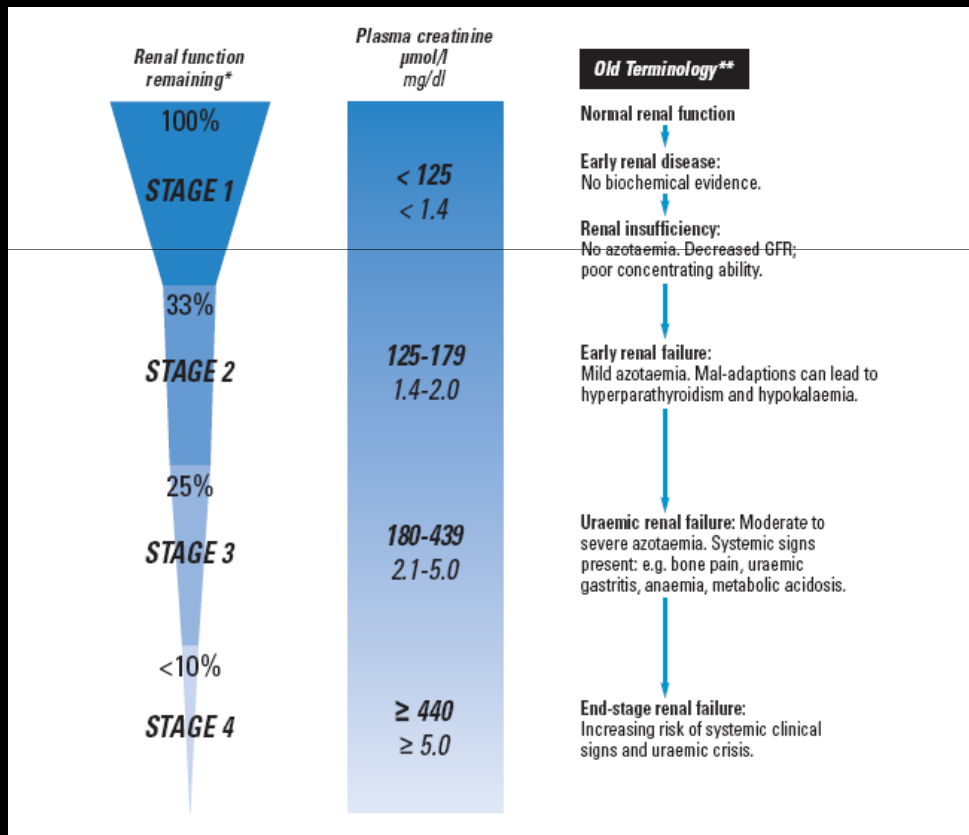 Renal function
remaining*
100%
STAGE 1
33%
STAGE 2
25%
STAGE 3
<10%
STAGE 4
Plasma creatinine
µmol/l
mg/dl
< 125
< 1.4
125-179
1.4-2.0
180-439
2.1-5.0
≥ 440
≥ 5.0
Old Terminology**
Normal renal function
Early renal disease:
No biochemical evidence.
Renal insufficiency:
No azotaemia. Decreased GFR;
poor concentrating ability.
Early renal failure:
Mild azotaemia. Mal-adaptions can lead to
hyperparathyroidism and hypokalaemia.
Uraemic renal failure: Moderate to
severe azotaemia. Systemic signs
present: e.g. bone pain, uraemic
gastritis, anaemia, metabolic acidosis.
End-stage renal failure:
Increasing risk of systemic clinical
signs and uraemic crisis.